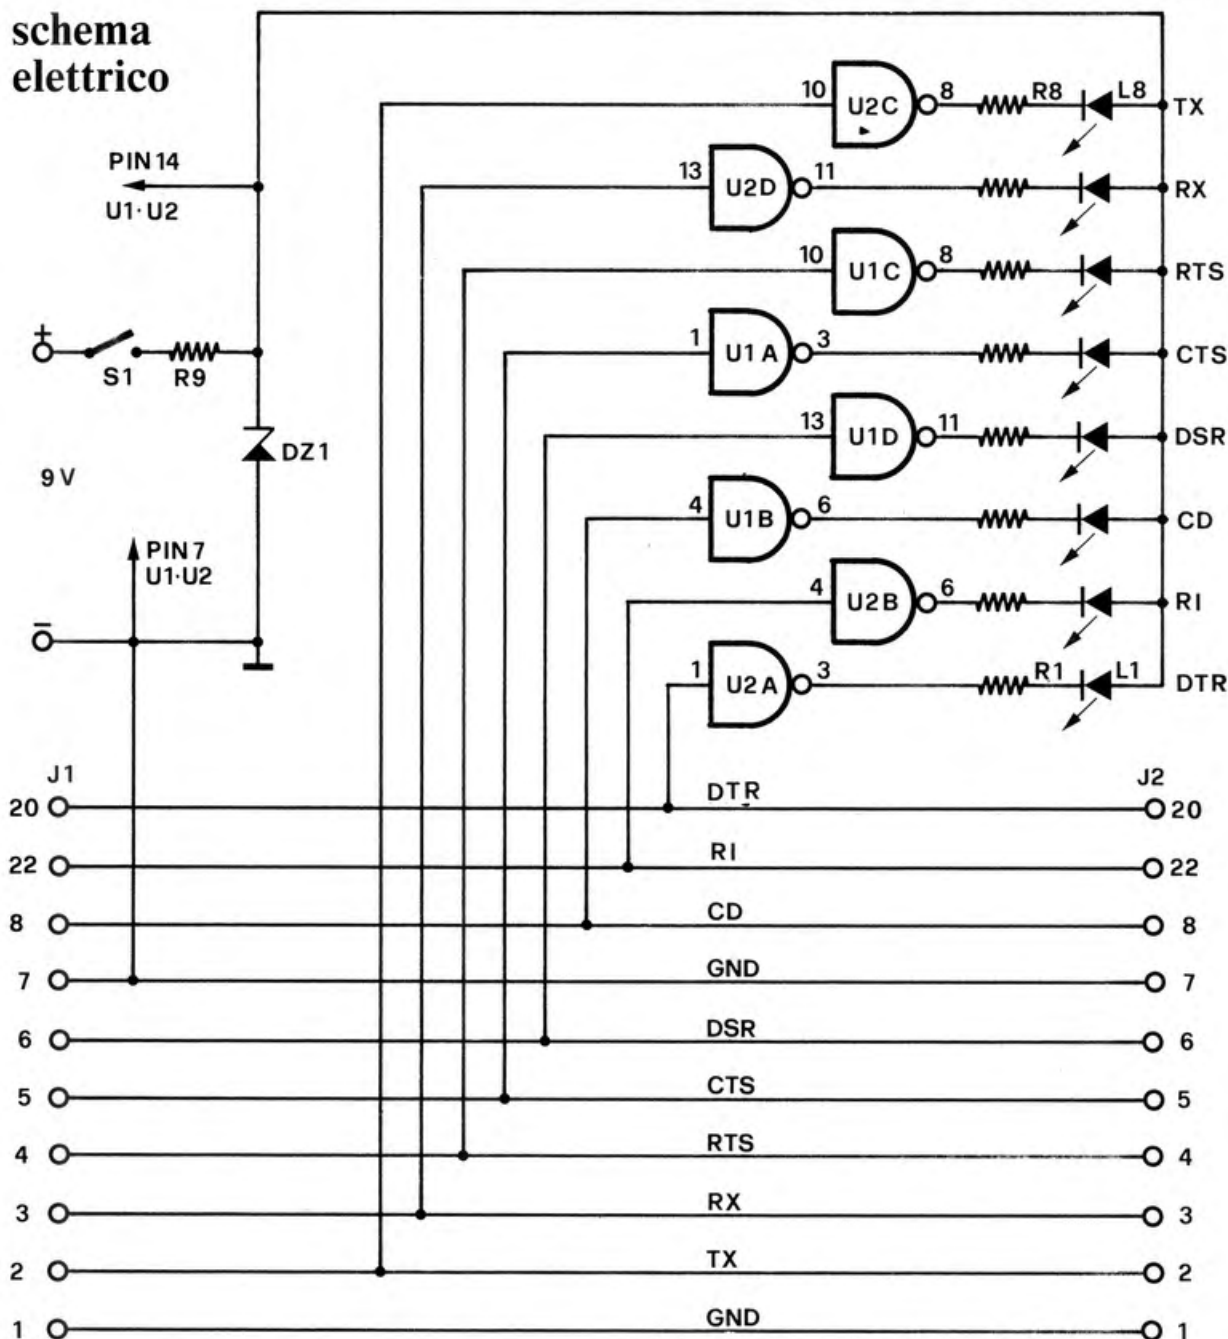 schema
elettrico
10 U2C 8 R8 L8 TX
PIN 14
U1·U2
13 U2D 11 RX
10 U1C 8 RTS
+
S1 R9
1 U1A 3 CTS
DZ1
13 U1D 11 DSR
9 V
4 U1B 6 CD
PIN 7
U1·U2
4 U2B 6 RI
–
1 U2A 3 R1 L1 DTR
J1 J2
20 DTR 20
22 RI 22
8 CD 8
7 GND 7
6 DSR 6
5 CTS 5
4 RTS 4
3 RX 3
2 TX 2
1 GND 1